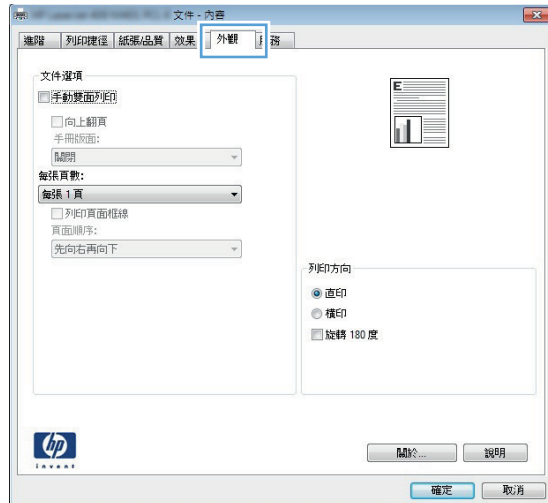 文件 - 內容
進階 列印捷徑 紙張/品質 效果 外觀 服務
文件選項
手動雙面列印
向上翻頁
手冊版面:
關閉
每張頁數:
每張 1 頁
列印頁面框線
頁面順序:
先向右再向下
E
列印方向
直印
橫印
旋轉 180 度
hp
invent
關於... 說明
確定 取消